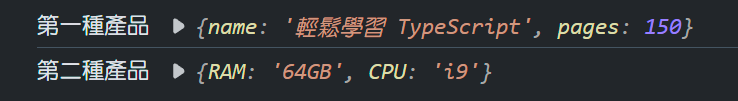 第一種產品 ▶ {name: '輕鬆學習 TypeScript', pages: 150}
第二種產品 ▶ {RAM: '64GB', CPU: 'i9'}